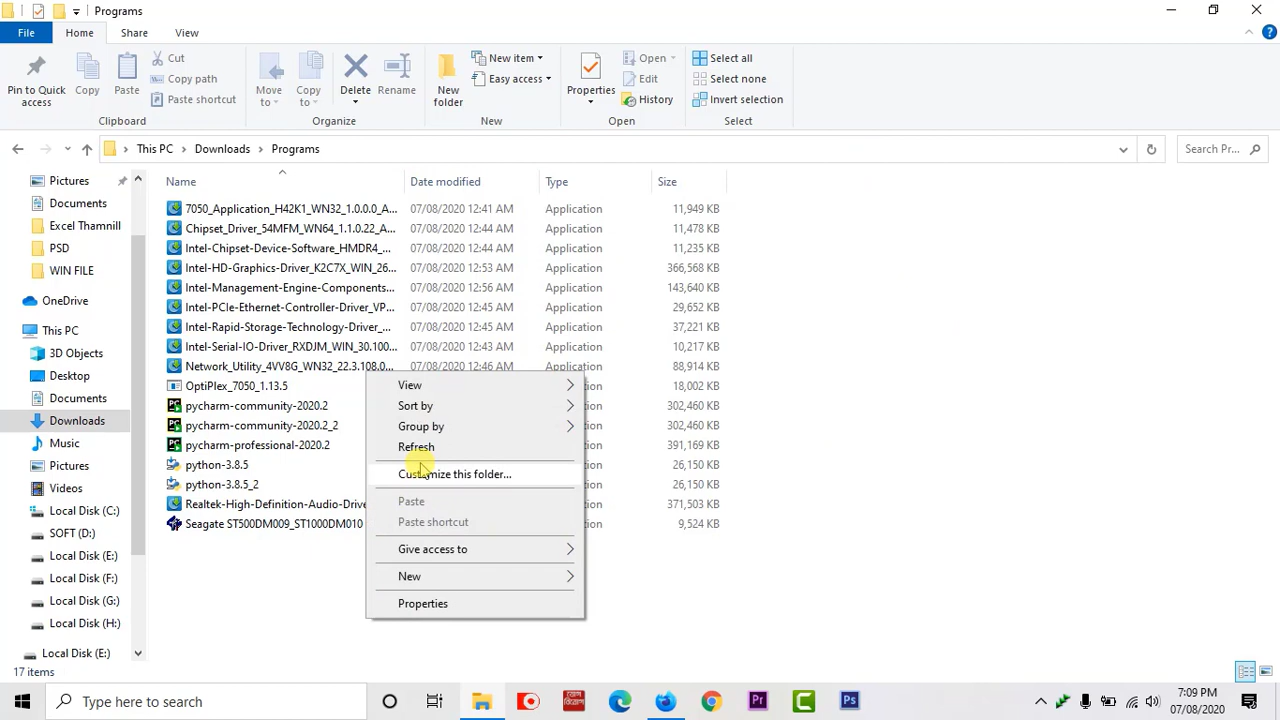 Programs
File Home Share View
Pin to Quick access
Copy
Paste
Cut
Copy path
Paste shortcut
Clipboard
Move to
Copy to
Delete
Rename
Organize
New folder
New item
Easy access
New
Properties
Open
Edit
History
Open
Select all
Select none
Invert selection
Select
This PC Downloads Programs
Search Pr...
Name Date modified Type Size
Pictures
Documents
Excel Thamnill
PSD
WIN FILE
OneDrive
This PC
3D Objects
Desktop
Documents
Downloads
Music
Pictures
Videos
Local Disk (C:)
SOFT (D:)
Local Disk (E:)
Local Disk (F:)
Local Disk (G:)
Local Disk (H:)
Local Disk (E:)
7050_Application_H42K1_WN32_1.0.0.0_A... 07/08/2020 12:41 AM Application 11,949 KB
Chipset_Driver_54MFM_WN64_1.1.0.22_A... 07/08/2020 12:44 AM Application 11,478 KB
Intel-Chipset-Device-Software_HMDR4_... 07/08/2020 12:44 AM Application 11,235 KB
Intel-HD-Graphics-Driver_K2C7X_WIN_26... 07/08/2020 12:53 AM Application 366,568 KB
Intel-Management-Engine-Components... 07/08/2020 12:56 AM Application 143,640 KB
Intel-PCIe-Ethernet-Controller-Driver_VP... 07/08/2020 12:45 AM Application 29,652 KB
Intel-Rapid-Storage-Technology-Driver_... 07/08/2020 12:45 AM Application 37,221 KB
Intel-Serial-IO-Driver_RXDJM_WIN_30.100... 07/08/2020 12:43 AM Application 10,217 KB
Network_Utility_4VV8G_WN32_22.3.108.0... 07/08/2020 12:46 AM Application 88,914 KB
OptiPlex_7050_1.13.5 18,002 KB
pycharm-community-2020.2 302,460 KB
pycharm-community-2020.2_2 302,460 KB
pycharm-professional-2020.2 391,169 KB
python-3.8.5 26,150 KB
python-3.8.5_2 26,150 KB
Realtek-High-Definition-Audio-Drive 371,503 KB
Seagate ST500DM009_ST1000DM010 9,524 KB
View
Sort by
Group by
Refresh
Customize this folder...
Paste
Paste shortcut
Give access to
New
Properties
17 items
Type here to search
7:09 PM
07/08/2020